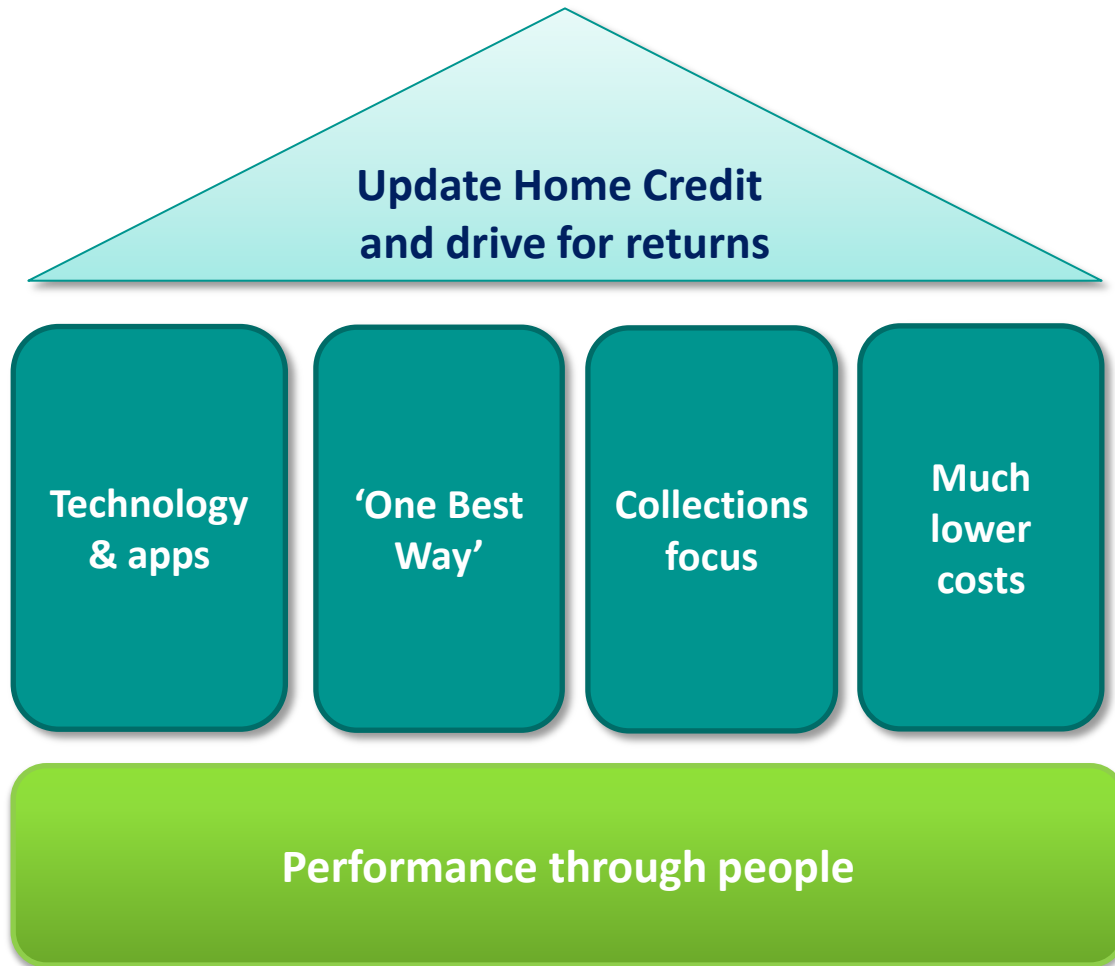 Update Home Credit
and drive for returns
Technology
& apps
‘One Best
Way’
Collections
focus
Much
lower
costs
Performance through people